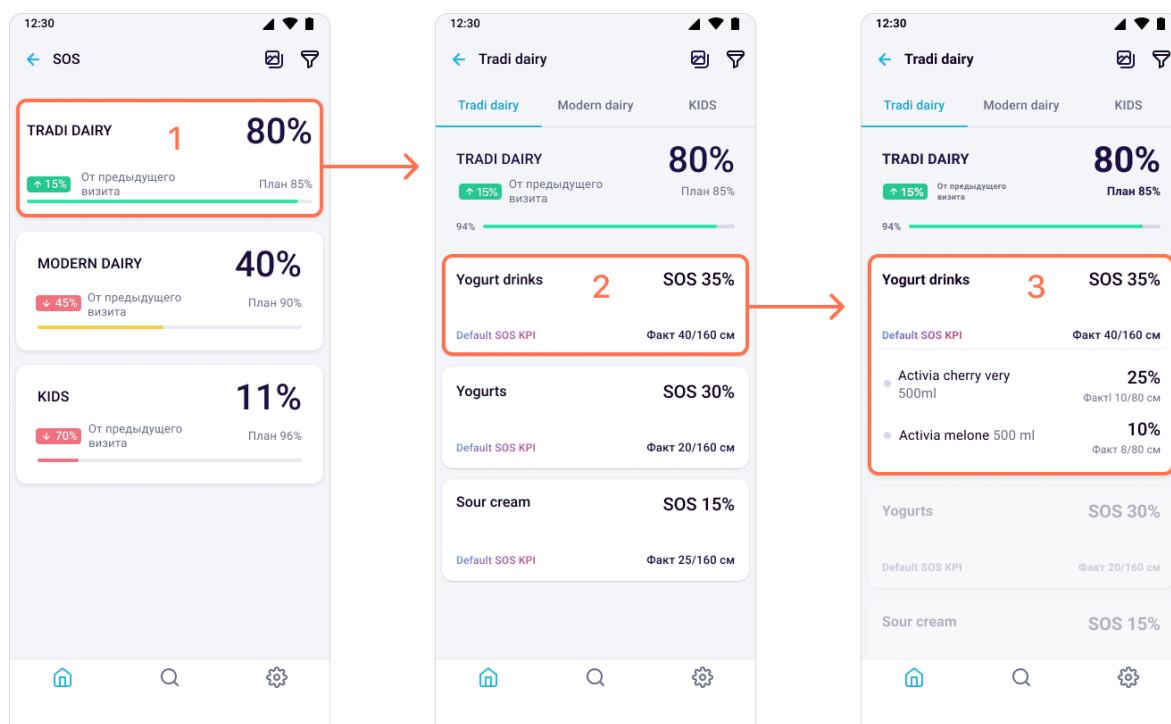 12:30
SOS
TRADI DAIRY
1
80%
↑ 15%
От предыдущего
визита
План 85%
MODERN DAIRY
40%
↓ 45%
От предыдущего
визита
План 90%
KIDS
11%
↓ 70%
От предыдущего
визита
План 96%
12:30
Tradi dairy
Tradi dairy
Modern dairy
KIDS
TRADI DAIRY
80%
↑ 15%
От предыдущего
визита
План 85%
94%
Yogurt drinks
2
SOS 35%
Default SOS KPI
Факт 40/160 см
Yogurts
SOS 30%
Default SOS KPI
Факт 20/160 см
Sour cream
SOS 15%
Default SOS KPI
Факт 25/160 см
12:30
Tradi dairy
Tradi dairy
Modern dairy
KIDS
TRADI DAIRY
80%
↑ 15%
От предыдущего
визита
План 85%
94%
Yogurt drinks
3
SOS 35%
Default SOS KPI
Факт 40/160 см
Activia cherry very
500ml
25%
Фактl 10/80 см
Activia melone 500 ml
10%
Факт 8/80 см
Yogurts
SOS 30%
Default SOS KPI
Факт 20/160 см
Sour cream
SOS 15%